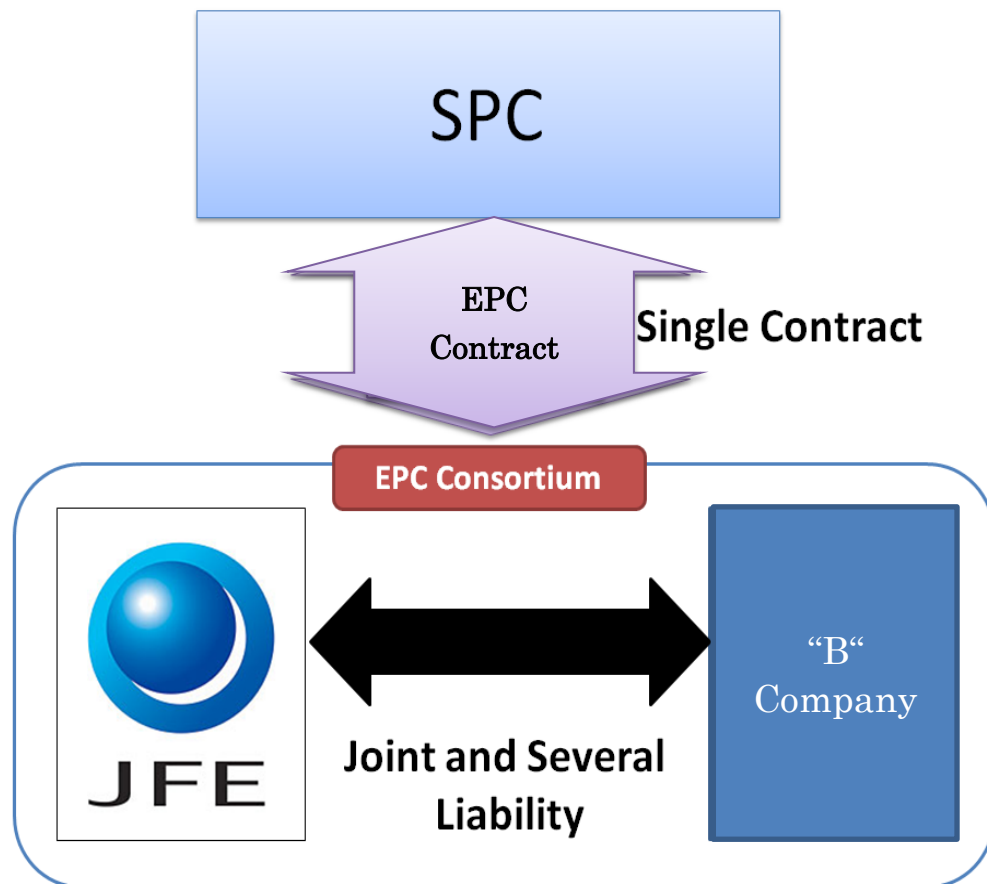 SPC
EPC
Contract
Single Contract
EPC Consortium
JFE
Joint and Several
Liability
“B“
Company